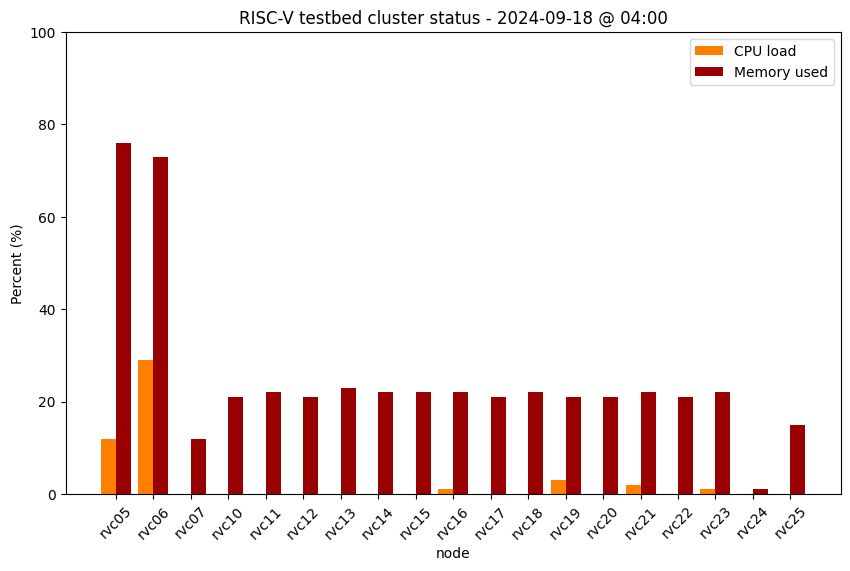 RISC-V testbed cluster status - 2024-09-18 @ 04:00
CPU load
Memory used
Percent (%)
100
80
60
40
20
0
rvc05 rvc06 rvc07 rvc10 rvc11 rvc12 rvc13 rvc14 rvc15 rvc16 rvc17 rvc18 rvc19 rvc20 rvc21 rvc22 rvc23 rvc24 rvc25
node